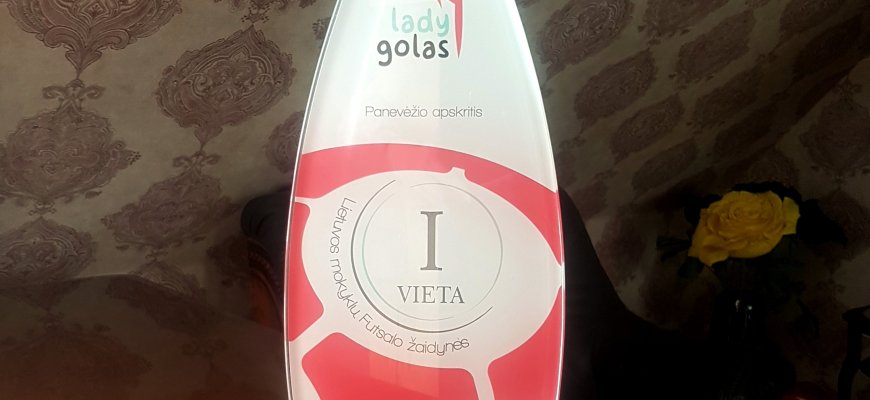 lady
golas
Panevėžio apskritis
I
VIETA
Lietuvos mokyklų Futsalo žaidynės